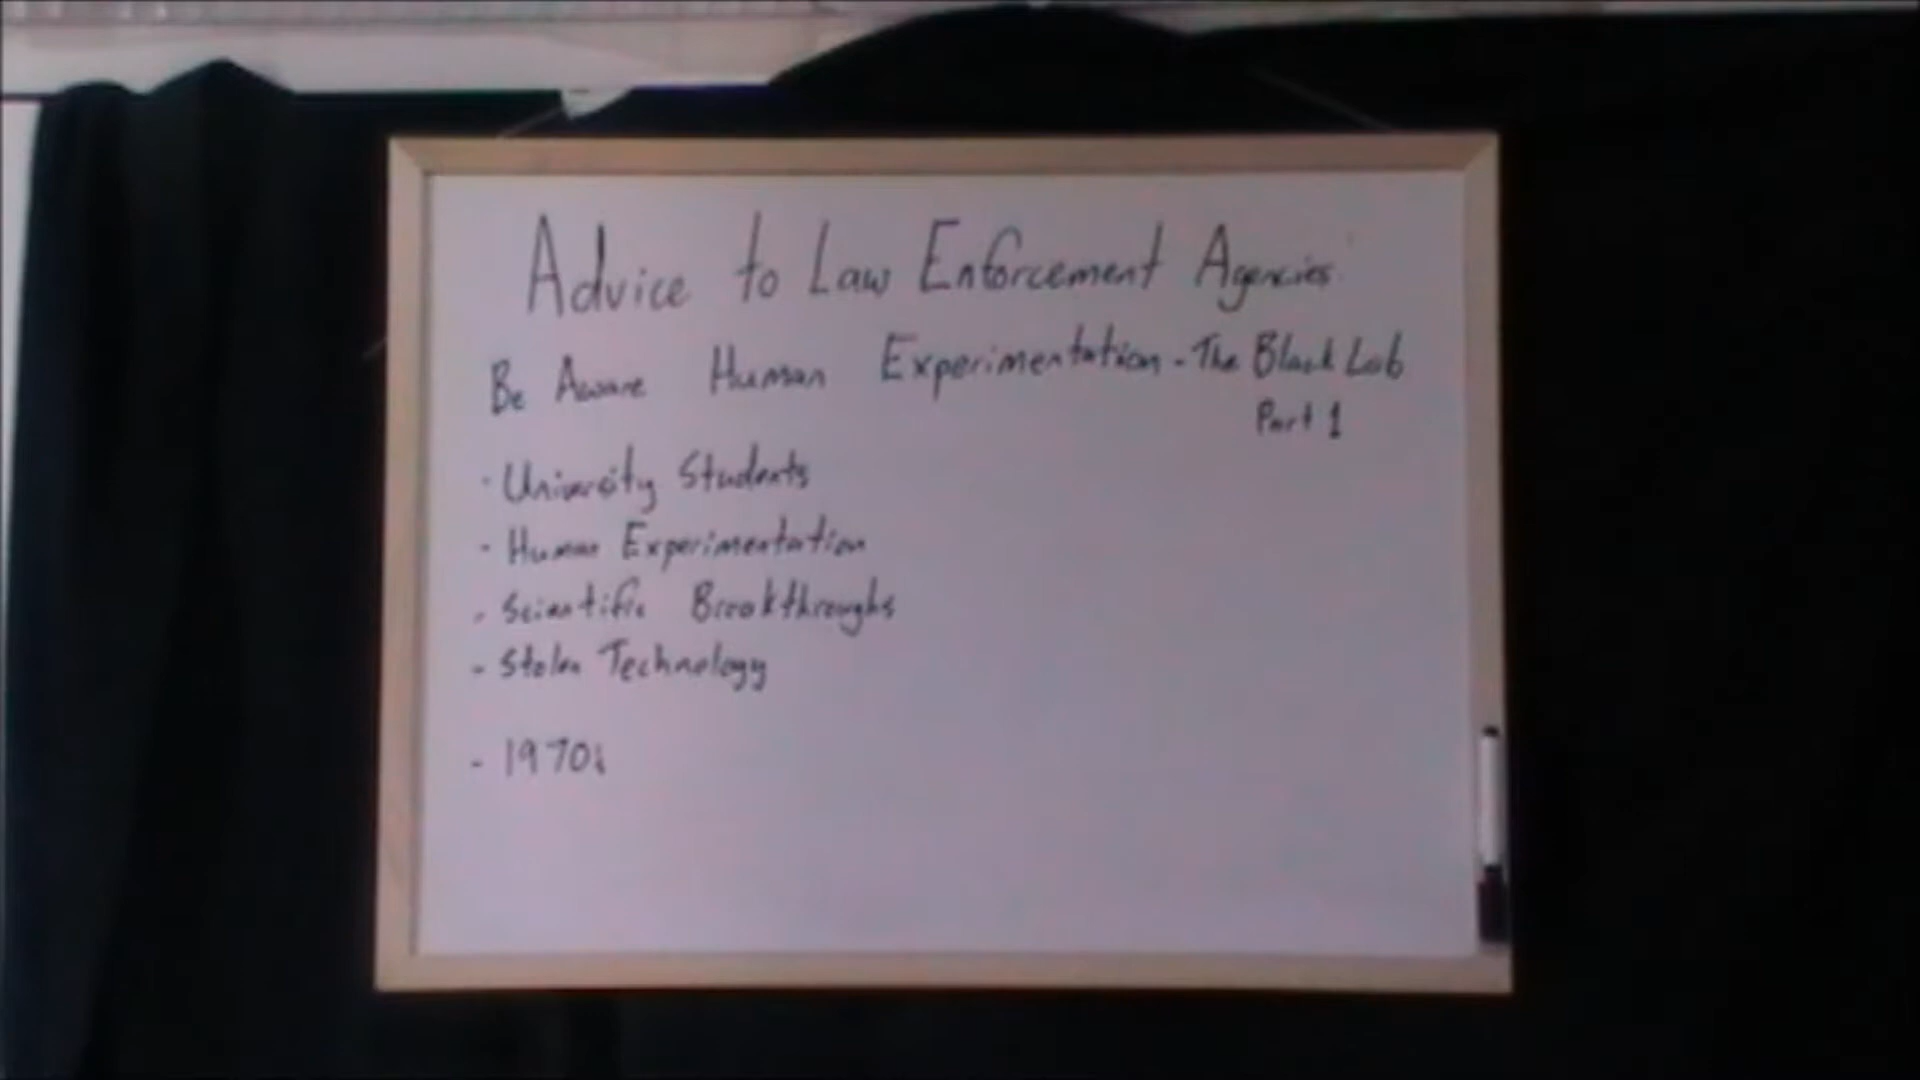 Advice to Law Enforcement Agencies:
Be Aware Human Experimentation - The Black Lab
Part 1
- University Students
- Human Experimentation
- Scientific Breakthroughs
- Stolen Technology
- 1970s